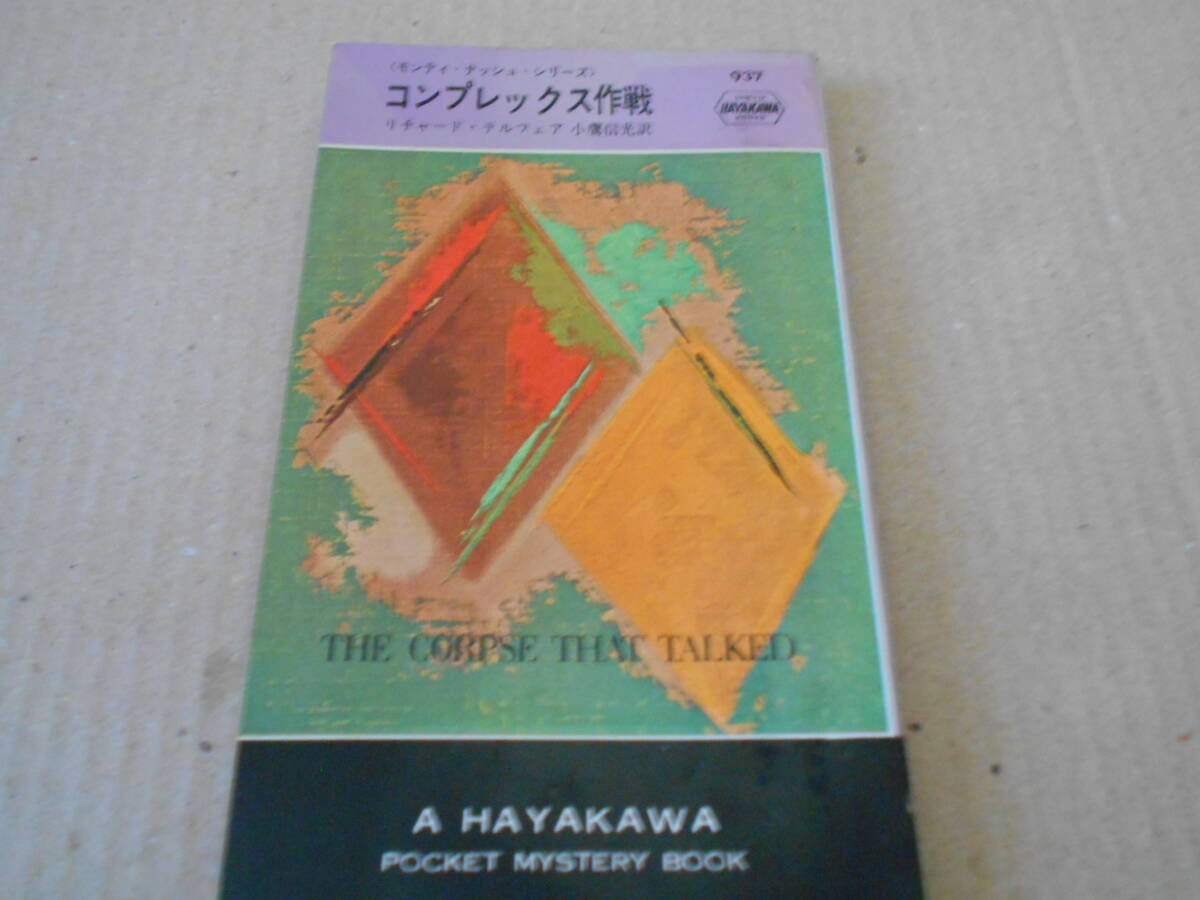 〈モンティ・ナッシュ・シリーズ〉
937
コンプレックス作戦
HAYAKAWA
リチャード・テルフェア 小鷹信光訳
THE CORPSE THAT TALKED
A HAYAKAWA
POCKET MYSTERY BOOK